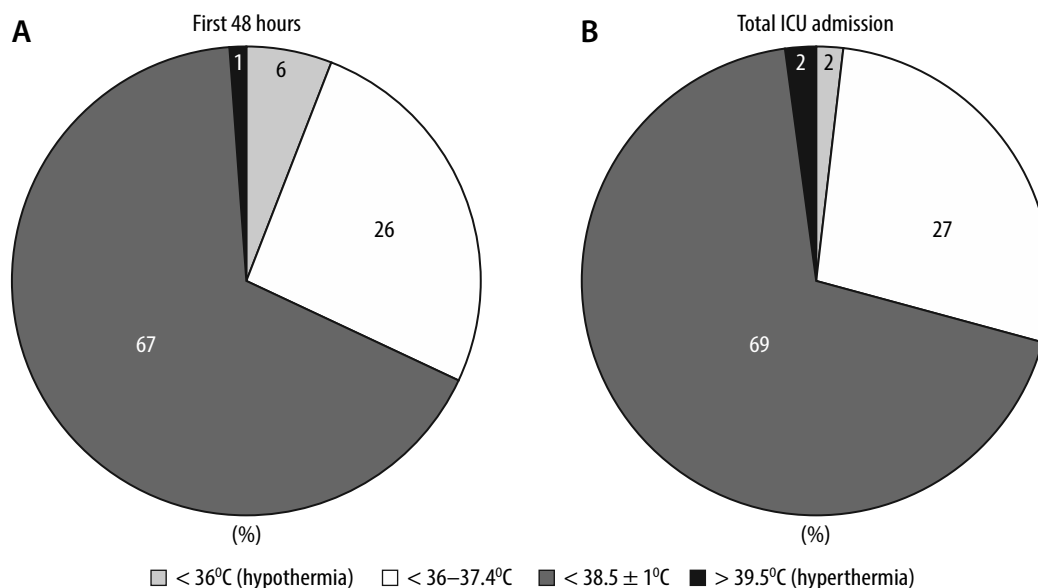 A
First 48 hours
1
6
26
67
(%)
B
Total ICU admission
2
2
27
69
(%)
< 36⁰C (hypothermia) < 36–37.4⁰C < 38.5 ± 1⁰C > 39.5⁰C (hyperthermia)